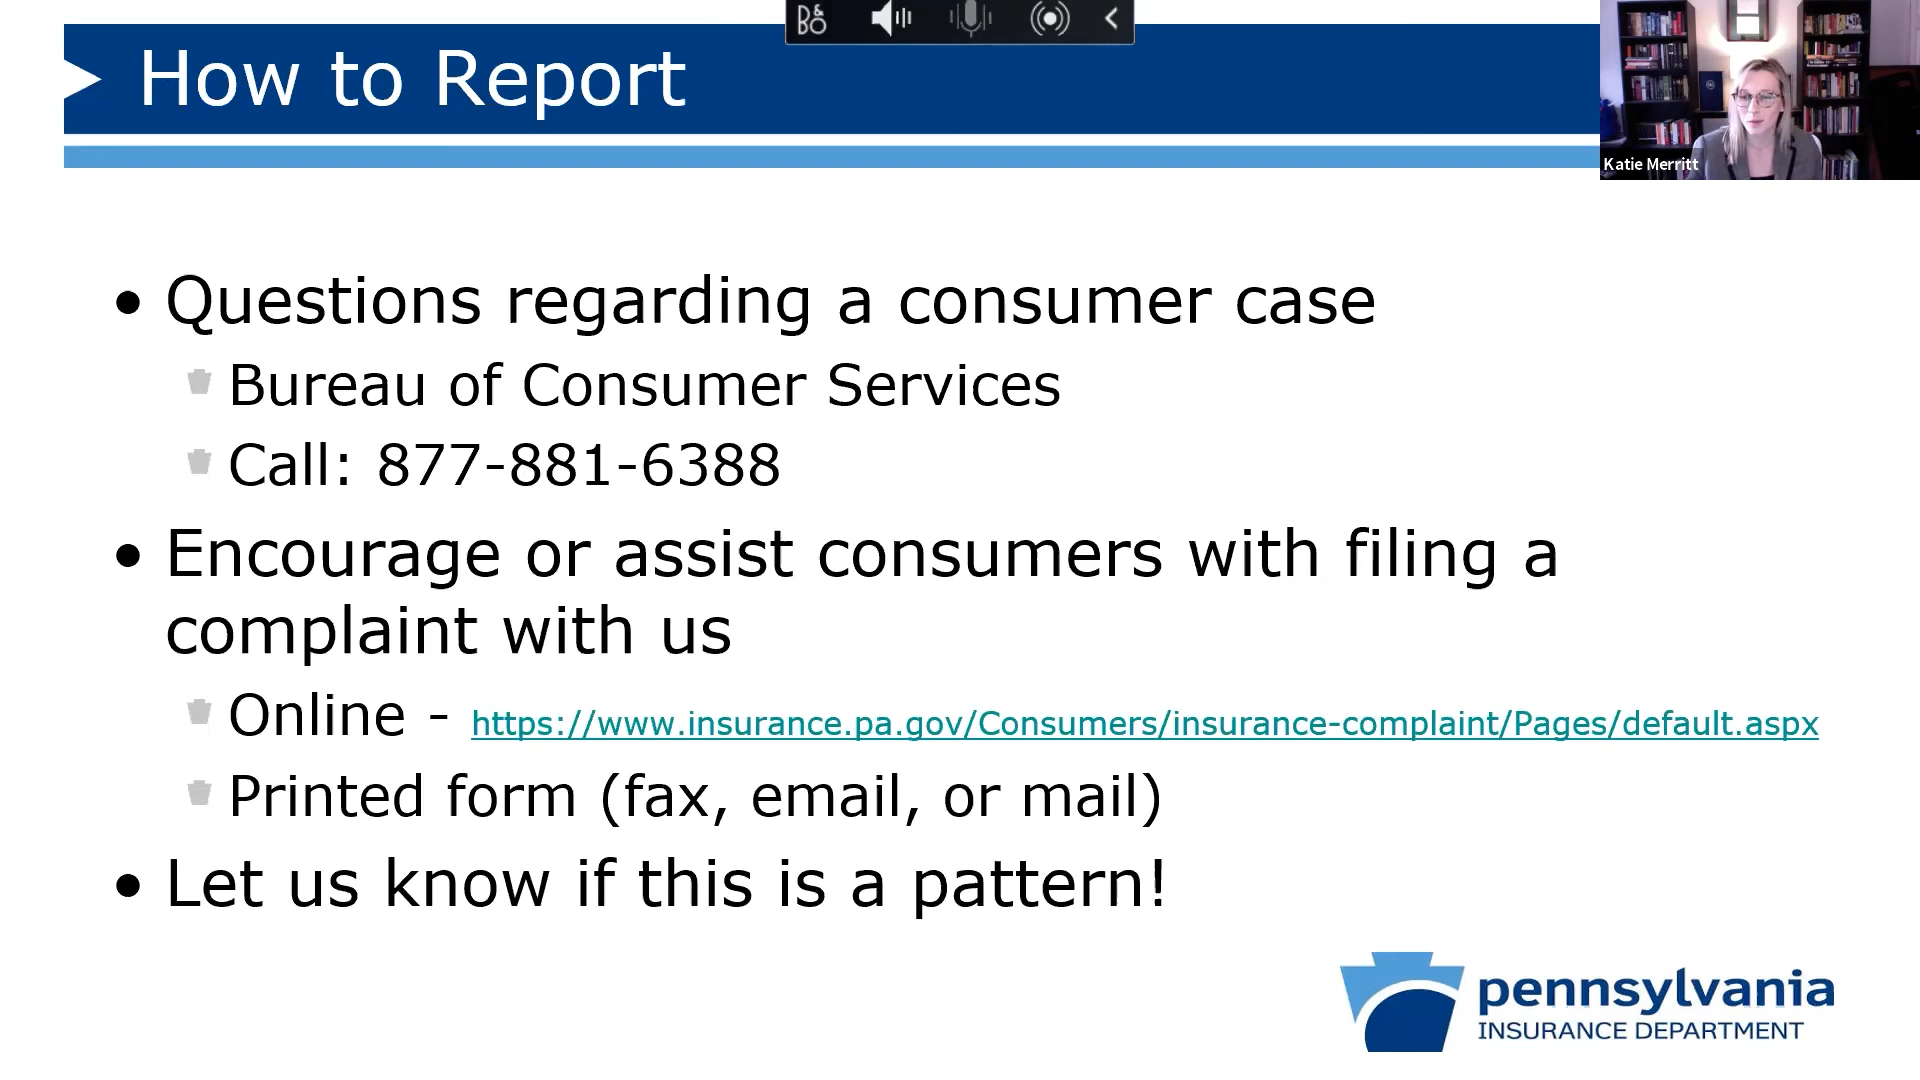 B&O
How to Report
Katie Merritt
• Questions regarding a consumer case
Bureau of Consumer Services
Call: 877-881-6388
• Encourage or assist consumers with filing a
complaint with us
Online - https://www.insurance.pa.gov/Consumers/insurance-complaint/Pages/default.aspx
Printed form (fax, email, or mail)
• Let us know if this is a pattern!
pennsylvania
INSURANCE DEPARTMENT